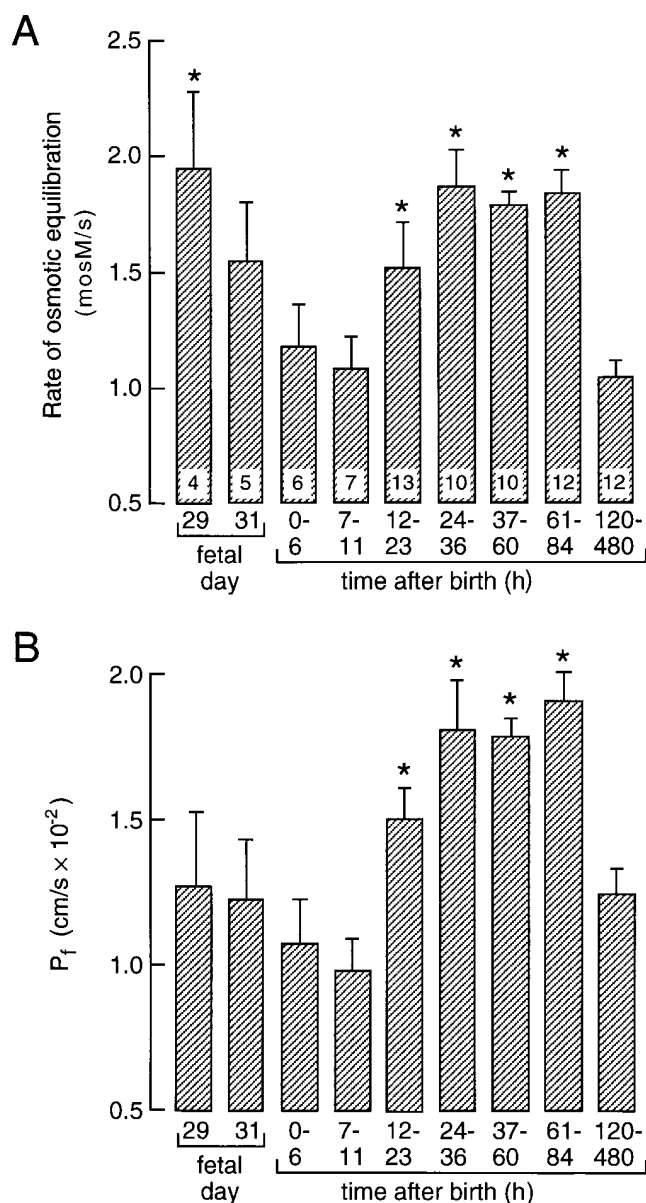 A
Rate of osmotic equilibration
(mosM/s)
2.5
2.0
1.5
1.0
0.5
* * * * *
4 5 6 7 13 10 10 12 12
29 31 0- 7- 12- 24- 37- 61- 120-
6 11 23 36 60 84 480
fetal
day
time after birth (h)
B
Pf (cm/s × 10-2)
2.0
1.5
1.0
0.5
* * * *
29 31 0- 7- 12- 24- 37- 61- 120-
6 11 23 36 60 84 480
fetal
day
time after birth (h)